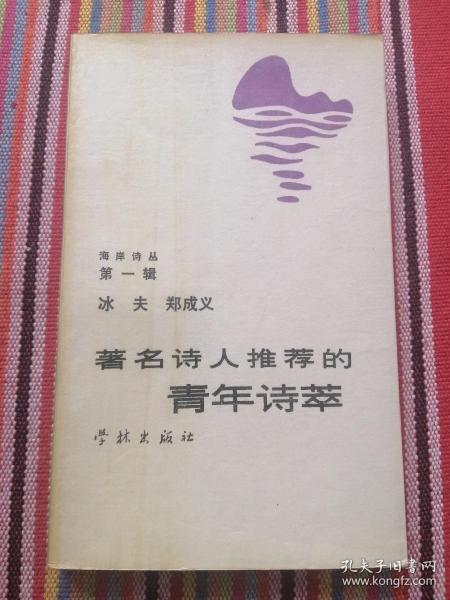 海岸诗丛
第一辑
冰夫 郑成义
著名诗人推荐的
青年诗萃
学林出版社
孔夫子旧书网
www.kongfz.com